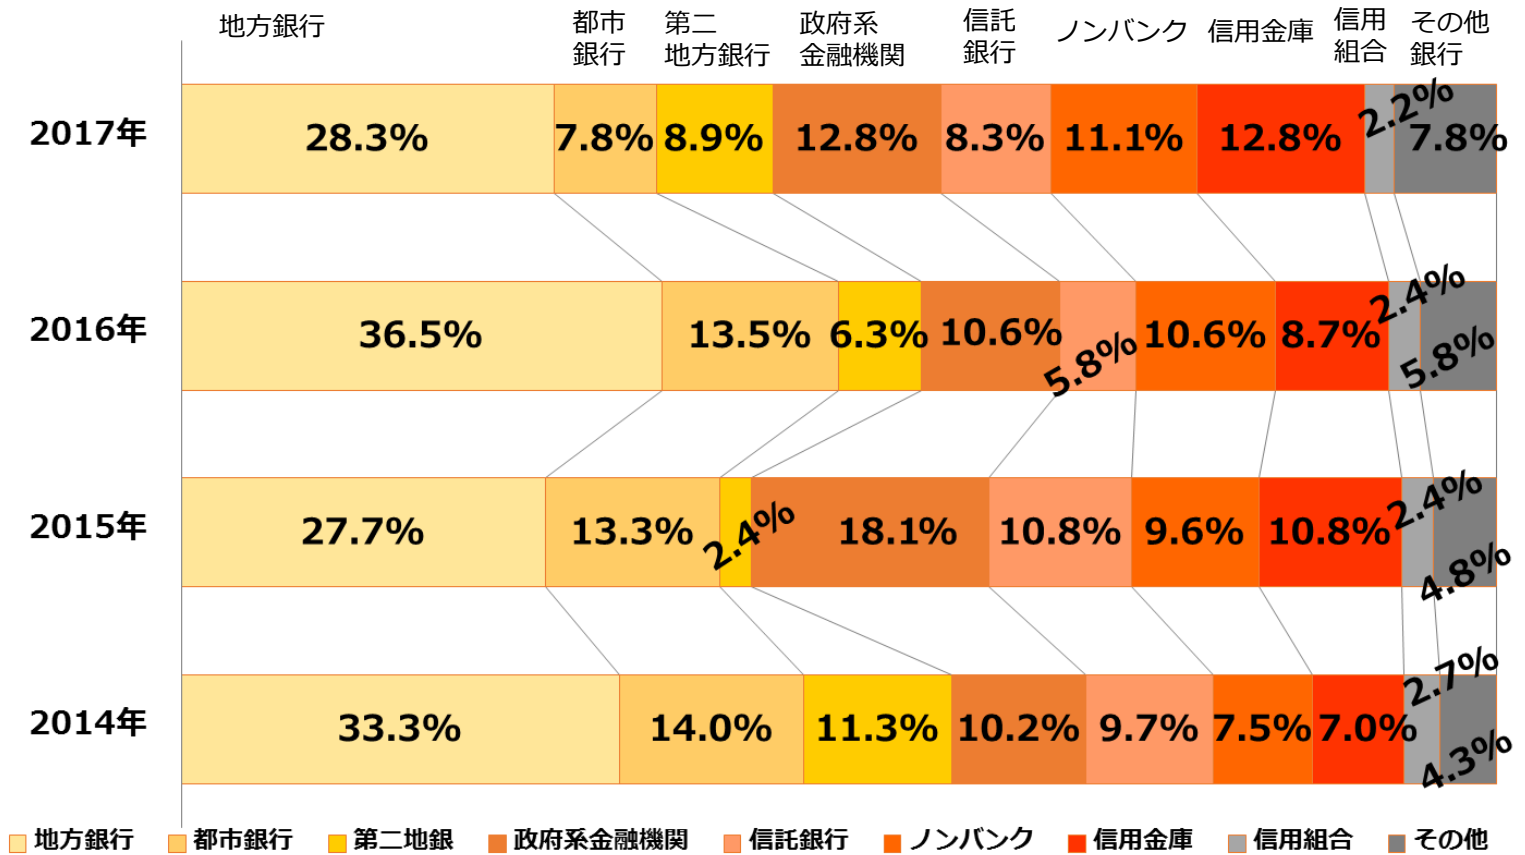 地方銀行
都市
銀行
第二
地方銀行
政府系
金融機関
信託
銀行
ノンバンク
信用金庫
信用
組合
その他
銀行
2017年
28.3%
7.8%
8.9%
12.8%
8.3%
11.1%
12.8%
2.2%
7.8%
2016年
36.5%
13.5%
6.3%
10.6%
5.8%
10.6%
8.7%
2.4%
5.8%
2015年
27.7%
13.3%
2.4%
18.1%
10.8%
9.6%
10.8%
2.4%
4.8%
2014年
33.3%
14.0%
11.3%
10.2%
9.7%
7.5%
7.0%
2.7%
4.3%
地方銀行
都市銀行
第二地銀
政府系金融機関
信託銀行
ノンバンク
信用金庫
信用組合
その他